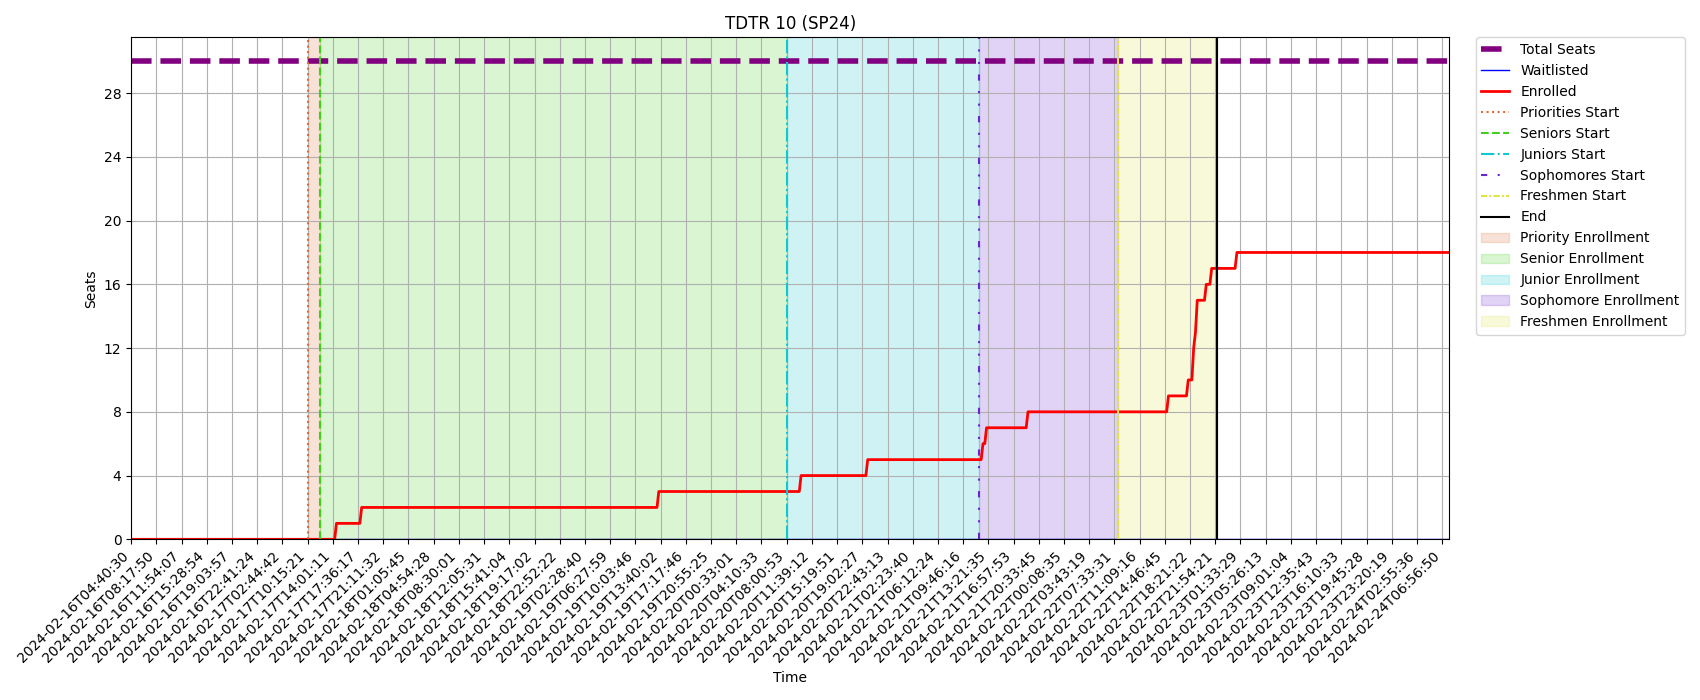 TDTR 10 (SP24)
Total Seats
Waitlisted
Enrolled
Priorities Start
Seniors Start
Juniors Start
Sophomores Start
Freshmen Start
End
Priority Enrollment
Senior Enrollment
Junior Enrollment
Sophomore Enrollment
Freshmen Enrollment
Seats
28
24
20
16
12
8
4
0
2024-02-16T04:40:30
2024-02-16T08:17:50
2024-02-16T11:54:07
2024-02-16T15:28:54
2024-02-16T19:03:57
2024-02-16T22:41:24
2024-02-17T02:44:42
2024-02-17T10:15:21
2024-02-17T14:01:11
2024-02-17T17:36:17
2024-02-17T21:11:32
2024-02-18T01:05:45
2024-02-18T04:54:28
2024-02-18T08:30:01
2024-02-18T12:05:31
2024-02-18T15:41:04
2024-02-18T19:17:02
2024-02-18T22:52:22
2024-02-19T02:28:40
2024-02-19T06:27:59
2024-02-19T10:03:46
2024-02-19T13:40:02
2024-02-19T17:17:46
2024-02-19T20:55:25
2024-02-20T00:33:01
2024-02-20T04:10:33
2024-02-20T08:00:53
2024-02-20T11:39:12
2024-02-20T15:19:51
2024-02-20T19:02:27
2024-02-20T22:43:13
2024-02-21T02:23:40
2024-02-21T06:12:24
2024-02-21T09:46:16
2024-02-21T13:21:35
2024-02-21T16:57:53
2024-02-21T20:33:45
2024-02-22T00:08:35
2024-02-22T03:43:19
2024-02-22T07:33:31
2024-02-22T11:09:16
2024-02-22T14:46:45
2024-02-22T18:21:22
2024-02-22T21:54:21
2024-02-23T01:33:29
2024-02-23T05:26:13
2024-02-23T09:01:04
2024-02-23T12:35:43
2024-02-23T16:10:33
2024-02-23T19:45:28
2024-02-23T23:20:19
2024-02-24T02:55:36
2024-02-24T06:56:50
Time